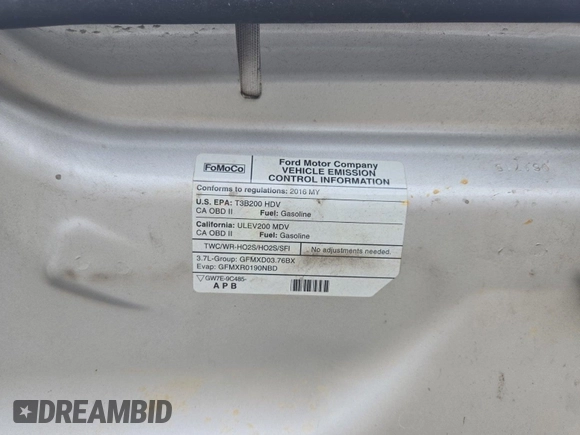 FoMoCo
Ford Motor Company
VEHICLE EMISSION
CONTROL INFORMATION
Conforms to regulations: 2016 MY
U.S. EPA: T3B200 HDV
CA OBD II Fuel: Gasoline
California: ULEV200 MDV
CA OBD II Fuel: Gasoline
TWC/WR-HO2S/HO2S/SFI No adjustments needed.
3.7L-Group: GFMXD03.76BX
Evap: GFMXR0190NBD
GW7E-9C485-
APB
DREAMBID